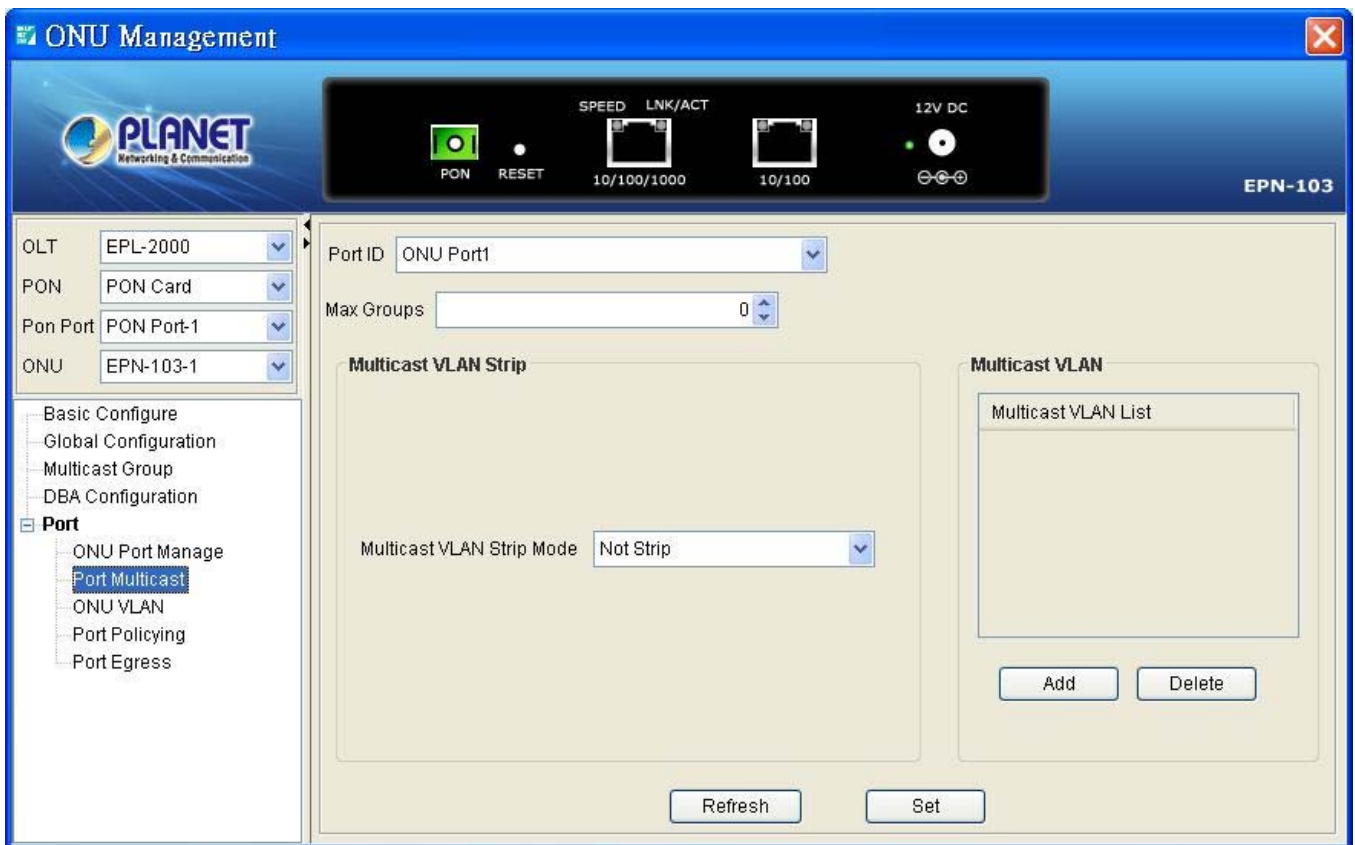 ONU Management
PLANET
Networking & Communication
SPEED LNK/ACT
12V DC
PON
RESET
10/100/1000
10/100
EPN-103
OLT EPL-2000
PON PON Card
Pon Port PON Port-1
ONU EPN-103-1
Basic Configure
Global Configuration
Multicast Group
DBA Configuration
Port
ONU Port Manage
Port Multicast
ONU VLAN
Port Policying
Port Egress
Port ID ONU Port1
Max Groups 0
Multicast VLAN Strip
Multicast VLAN Strip Mode Not Strip
Multicast VLAN
Multicast VLAN List
Add Delete
Refresh Set